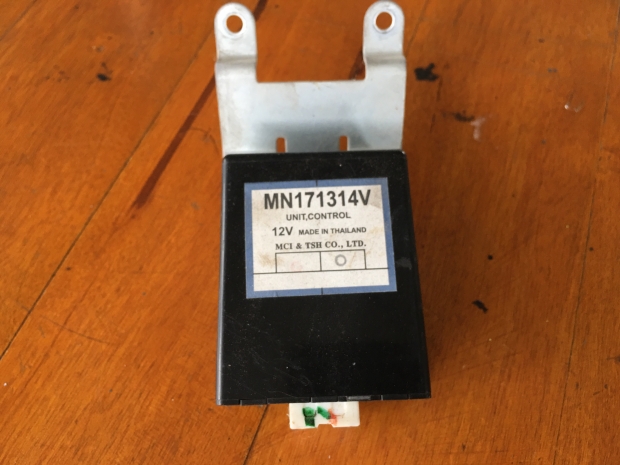 MN171314V
UNIT,CONTROL
12V MADE IN THAILAND
MCI & TSH CO., LTD.